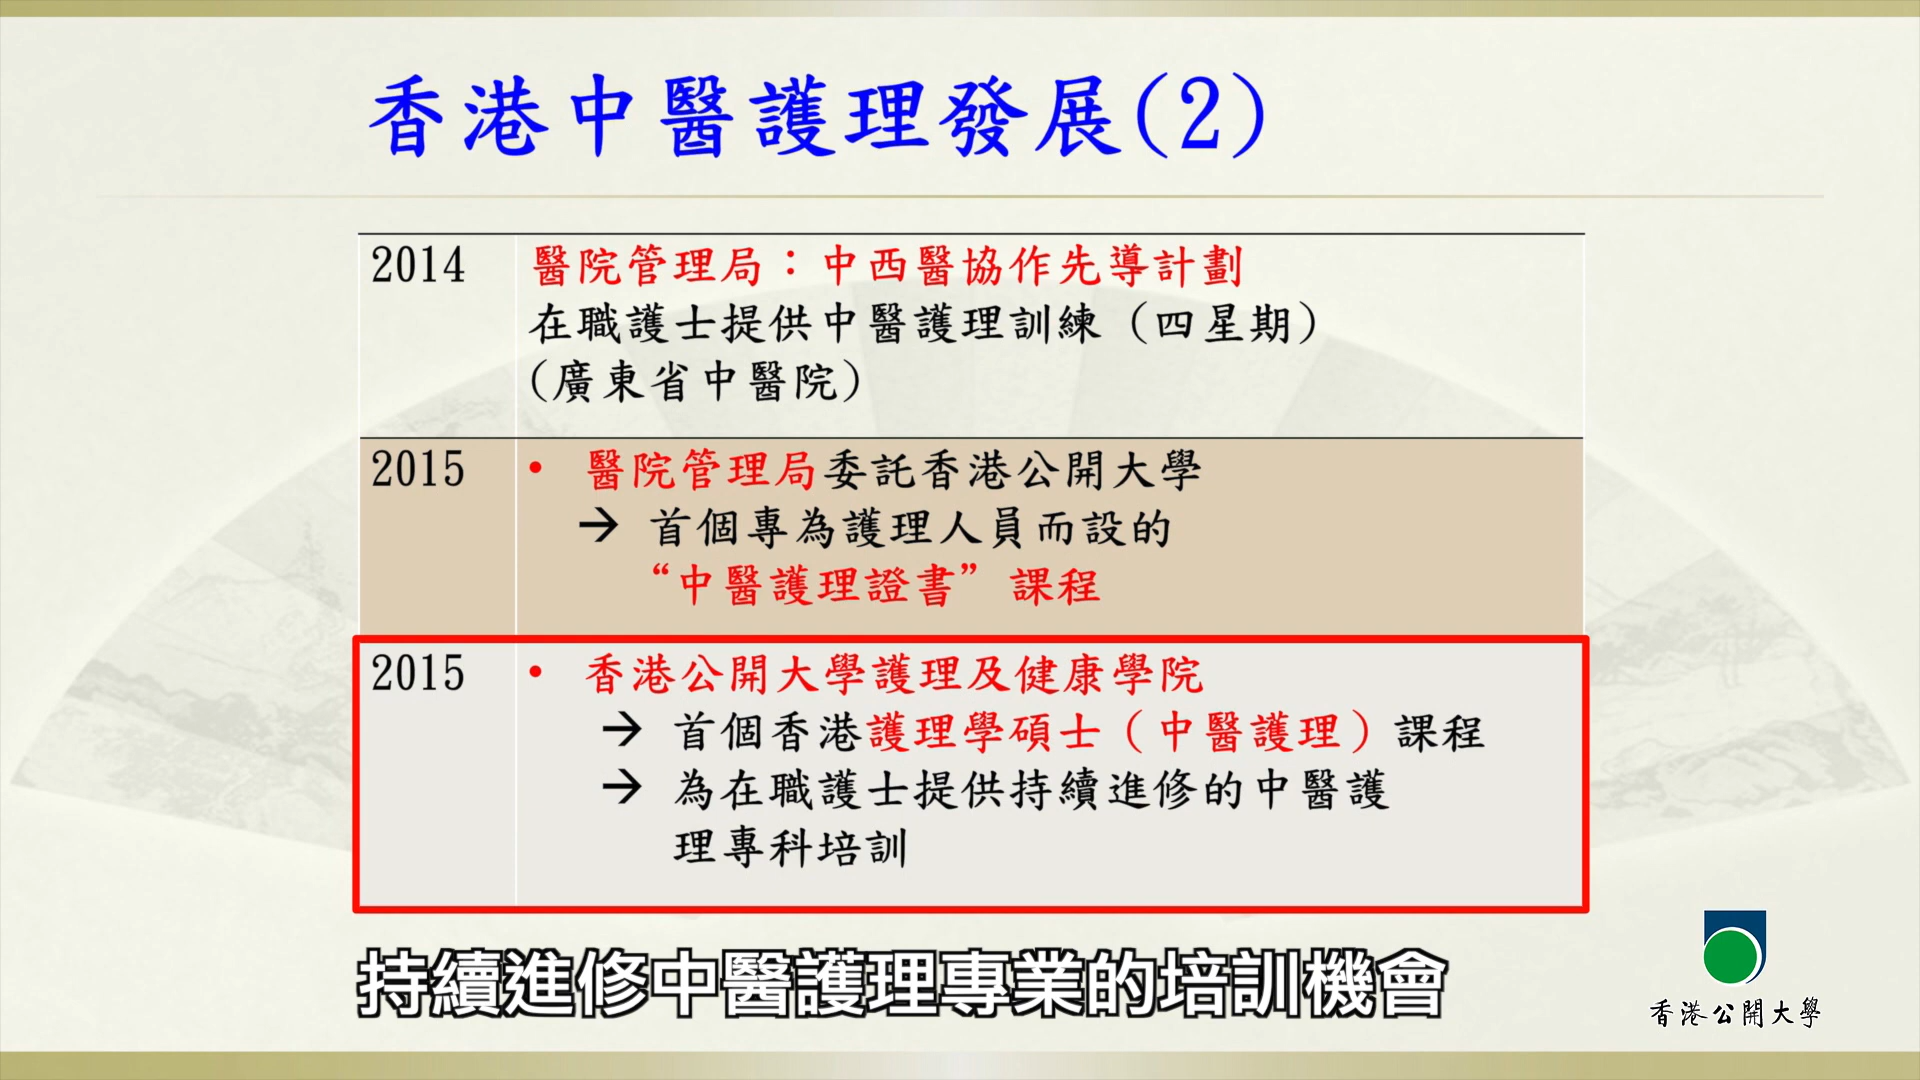 香港中醫護理發展(2)
2014
醫院管理局：中西醫協作先導計劃
在職護士提供中醫護理訓練（四星期）
(廣東省中醫院)
2015
• 醫院管理局委託香港公開大學
→ 首個專為護理人員而設的
“中醫護理證書”課程
2015
• 香港公開大學護理及健康學院
→ 首個香港護理學碩士（中醫護理）課程
→ 為在職護士提供持續進修的中醫護
理專科培訓
持續進修中醫護理專業的培訓機會
香港公開大學